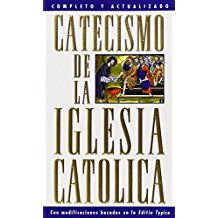 COMPLETO Y ACTUALIZADO
CATECISMO
DE
LA
IGLESIA
CATOLICA
Con modificaciones basadas en la Editio Typica